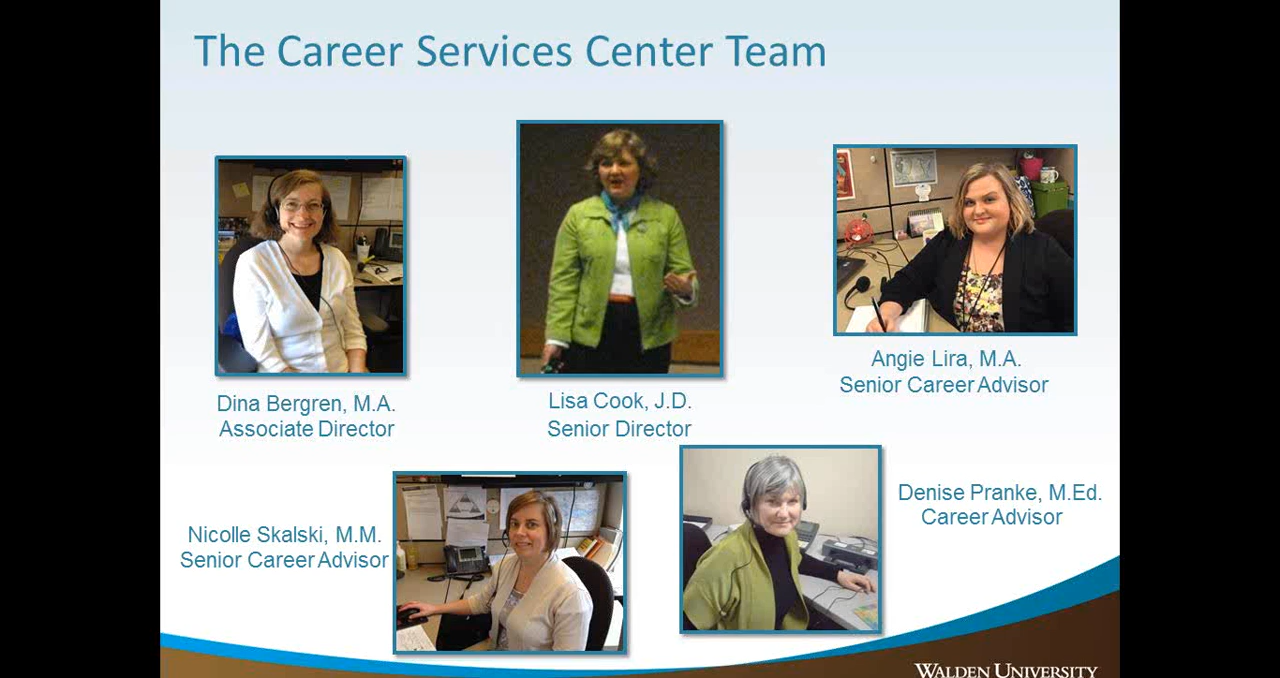 The Career Services Center Team
Dina Bergren, M.A.
Associate Director
Lisa Cook, J.D.
Senior Director
Angie Lira, M.A.
Senior Career Advisor
Nicolle Skalski, M.M.
Senior Career Advisor
Denise Pranke, M.Ed.
Career Advisor
WALDEN UNIVERSITY